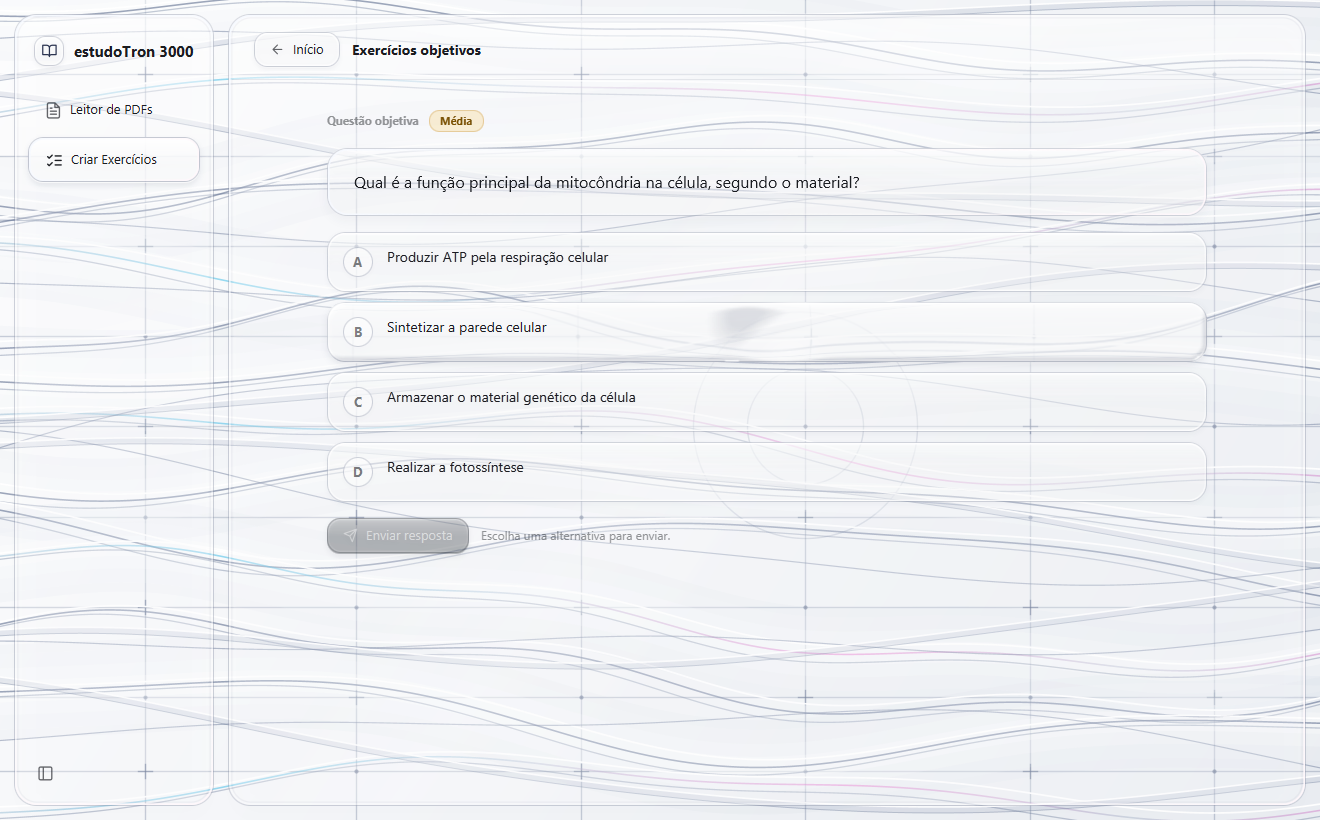 estudoTron 3000
Leitor de PDFs
Criar Exercícios
Início
Exercícios objetivos
Questão objetiva
Média
Qual é a função principal da mitocôndria na célula, segundo o material?
A
Produzir ATP pela respiração celular
B
Sintetizar a parede celular
C
Armazenar o material genético da célula
D
Realizar a fotossíntese
Enviar resposta
Escolha uma alternativa para enviar.